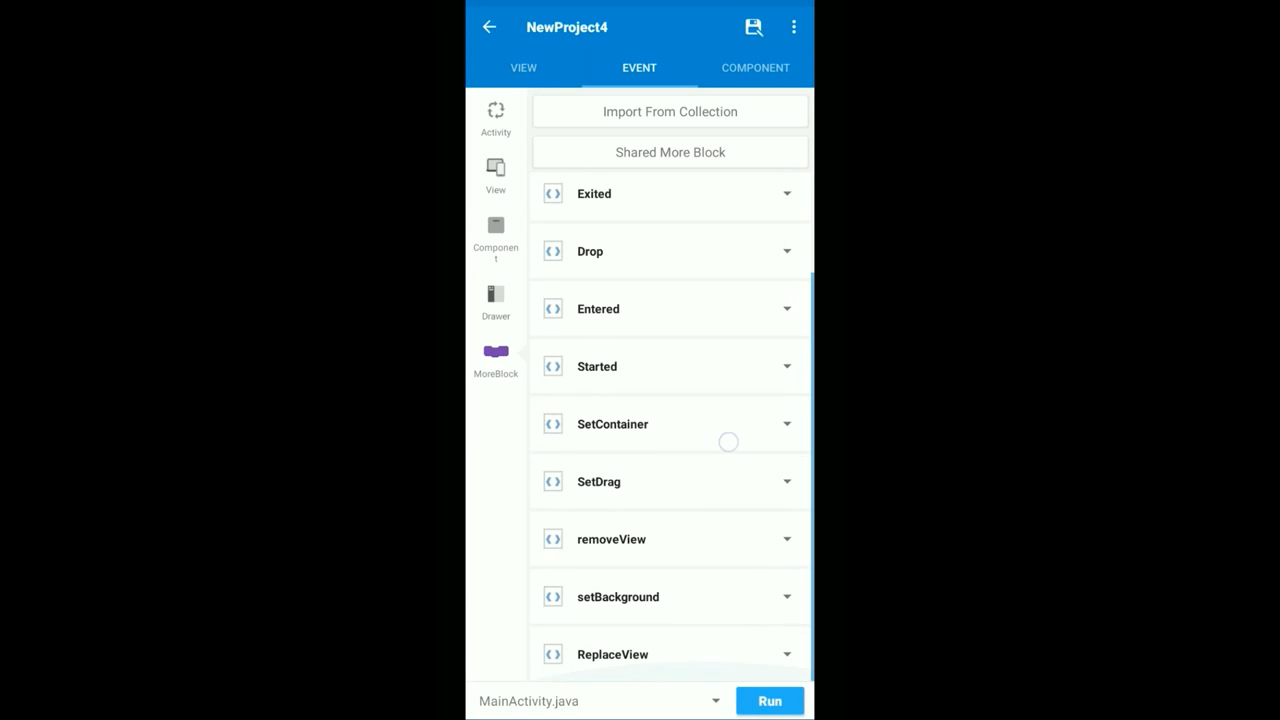 NewProject4
VIEW
EVENT
COMPONENT
Activity
View
Componen
t
Drawer
MoreBlock
Import From Collection
Shared More Block
Exited
Drop
Entered
Started
SetContainer
SetDrag
removeView
setBackground
ReplaceView
MainActivity.java
Run